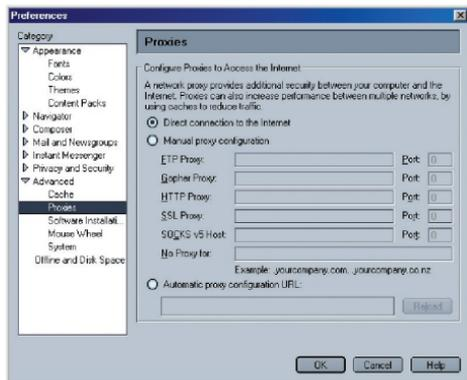 Preferences
Category
Appearance
Fonts
Colors
Themes
Content Packs
Navigator
Composer
Mail and Newsgroups
Instant Messenger
Privacy and Security
Advanced
Cache
Proxies
Software Installati...
Mouse Wheel
System
Offline and Disk Space
Proxies
Configure Proxies to Access the Internet
A network proxy provides additional security between your computer and the
Internet. Proxies can also increase performance between multiple networks, by
using caches to reduce traffic.
Direct connection to the Internet
Manual proxy configuration
FTP Proxy: Port: 0
Gopher Proxy: Port: 0
HTTP Proxy: Port: 0
SSL Proxy: Port: 0
SOCKS v5 Host: Port: 0
No Proxy for:
Example: .yourcompany.com, .yourcompany.co.nz
Automatic proxy configuration URL:
Reload
OK Cancel Help